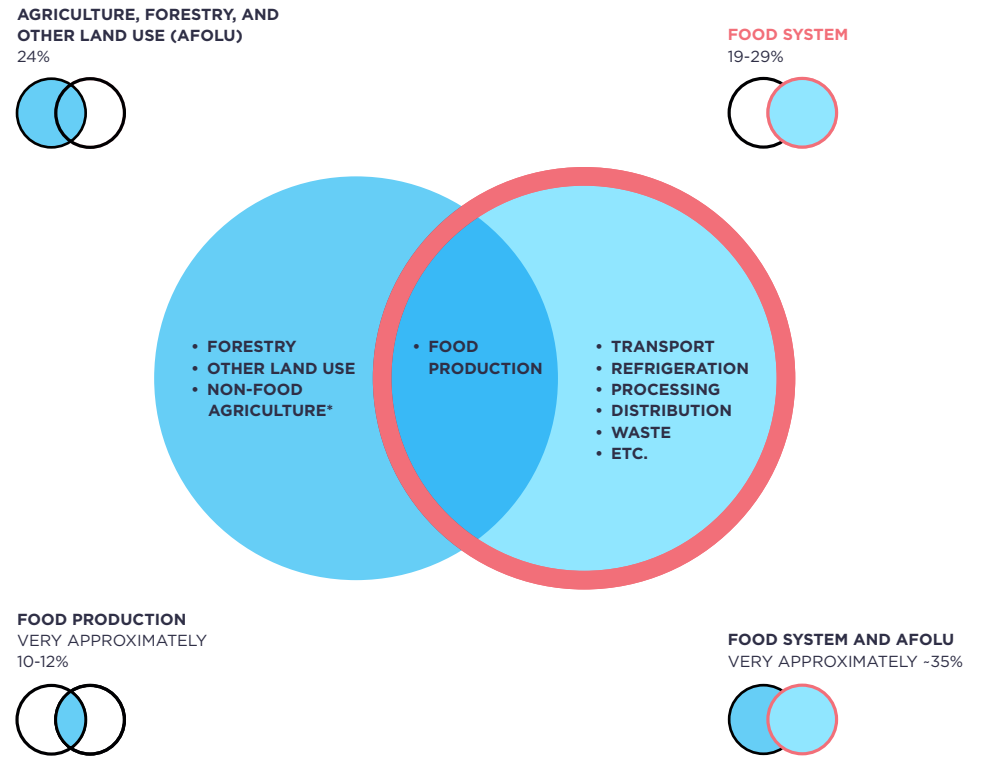 AGRICULTURE, FORESTRY, AND
OTHER LAND USE (AFOLU)
24%
FOOD SYSTEM
19-29%
• FORESTRY
• OTHER LAND USE
• NON-FOOD
AGRICULTURE*
• FOOD
PRODUCTION
• TRANSPORT
• REFRIGERATION
• PROCESSING
• DISTRIBUTION
• WASTE
• ETC.
FOOD PRODUCTION
VERY APPROXIMATELY
10-12%
FOOD SYSTEM AND AFOLU
VERY APPROXIMATELY ~35%